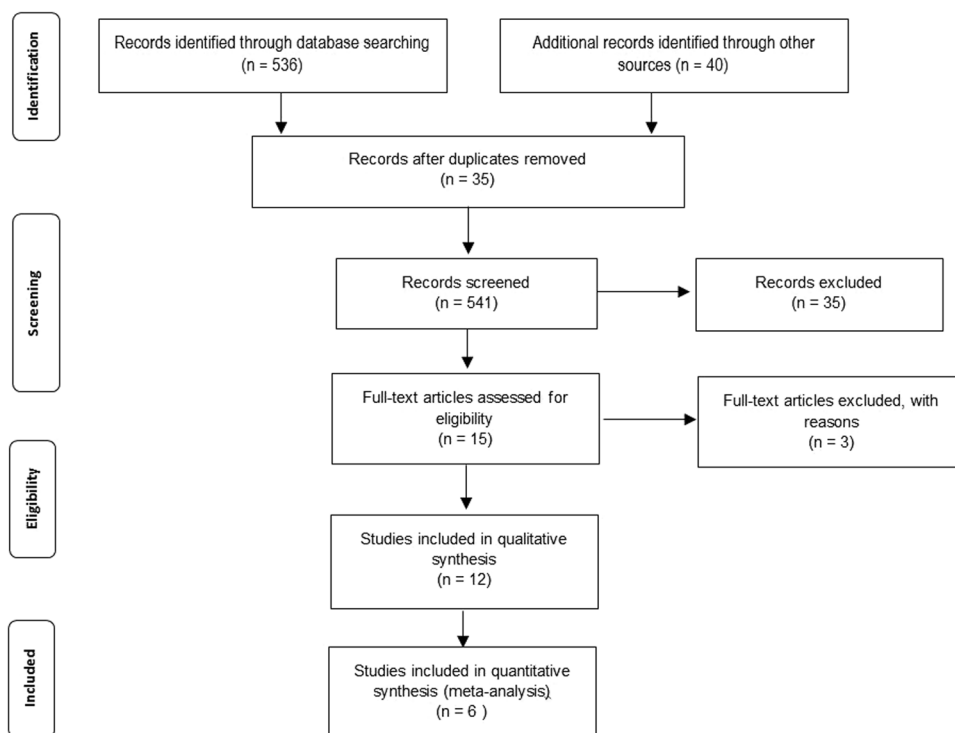 Identification
Records identified through database searching
(n = 536)
Additional records identified through other
sources (n = 40)
Records after duplicates removed
(n = 35)
Screening
Records screened
(n = 541)
Records excluded
(n = 35)
Full-text articles assessed for
eligibility
(n = 15)
Full-text articles excluded, with
reasons
(n = 3)
Eligibility
Studies included in qualitative
synthesis
(n = 12)
Included
Studies included in quantitative
synthesis (meta-analysis)
(n = 6 )